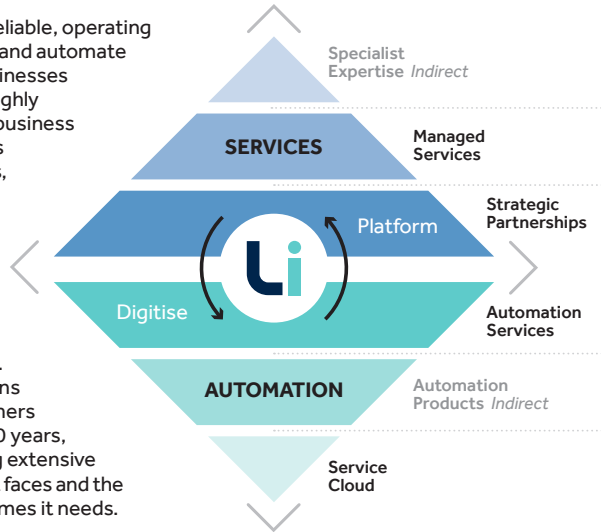 eliable, operating
and automate
inesses
ghly
business
s
s,
.
ns
ners
0 years,
g extensive
faces and the
mes it needs.
Specialist
Expertise Indirect
SERVICES
Managed
Services
Platform
Strategic
Partnerships
Li
Digitise
Automation
Services
AUTOMATION
Automation
Products Indirect
Service
Cloud